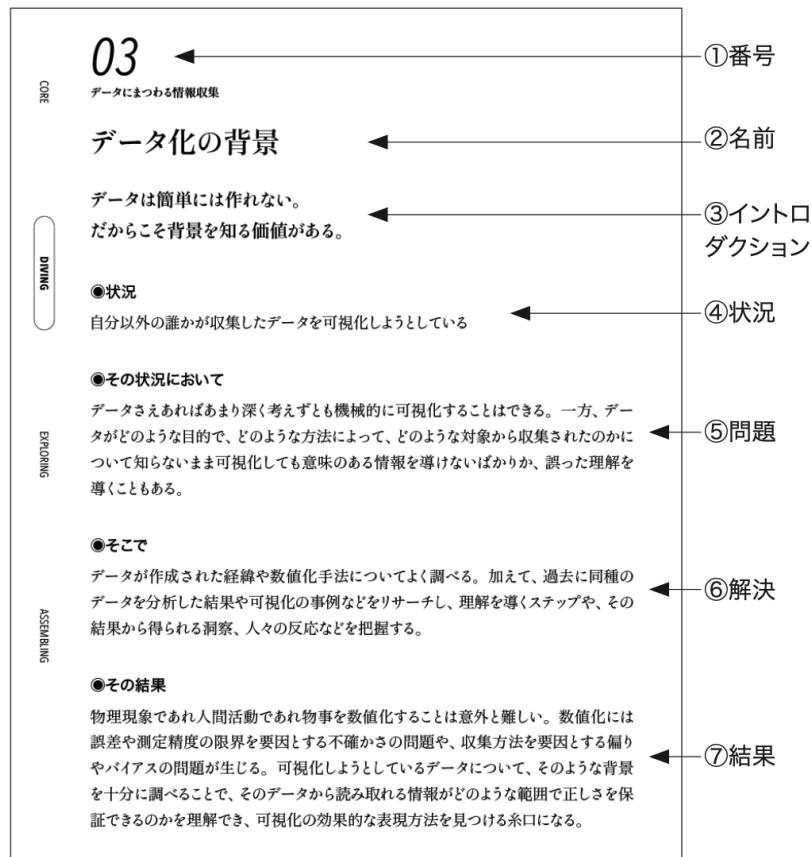 03
データにまつわる情報収集
データ化の背景
データは簡単には作れない。
だからこそ背景を知る価値がある。
◉状況
自分以外の誰かが収集したデータを可視化しようとしている
◉その状況において
データさえあればあまり深く考えずとも機械的に可視化することはできる。一方、デー
タがどのような目的で、どのような方法によって、どのような対象から収集されたのかに
ついて知らないまま可視化しても意味のある情報を導けないばかりか、誤った理解を
導くこともある。
◉そこで
データが作成された経緯や数値化手法についてよく調べる。加えて、過去に同種の
データを分析した結果や可視化の事例などをリサーチし、理解を導くステップや、その
結果から得られる洞察、人々の反応などを把握する。
◉その結果
物理現象であれ人間活動であれ物事を数値化することは意外と難しい。数値化には
誤差や測定精度の限界を要因とする不確かさの問題や、収集方法を要因とする偏り
やバイアスの問題が生じる。可視化しようとしているデータについて、そのような背景
を十分に調べることで、そのデータから読み取れる情報がどのような範囲で正しさを保
証できるのかを理解でき、可視化の効果的な表現方法を見つける糸口になる。
CORE
DIVING
EXPLORING
ASSEMBLING
①番号
②名前
③イントロ
ダクション
④状況
⑤問題
⑥解決
⑦結果